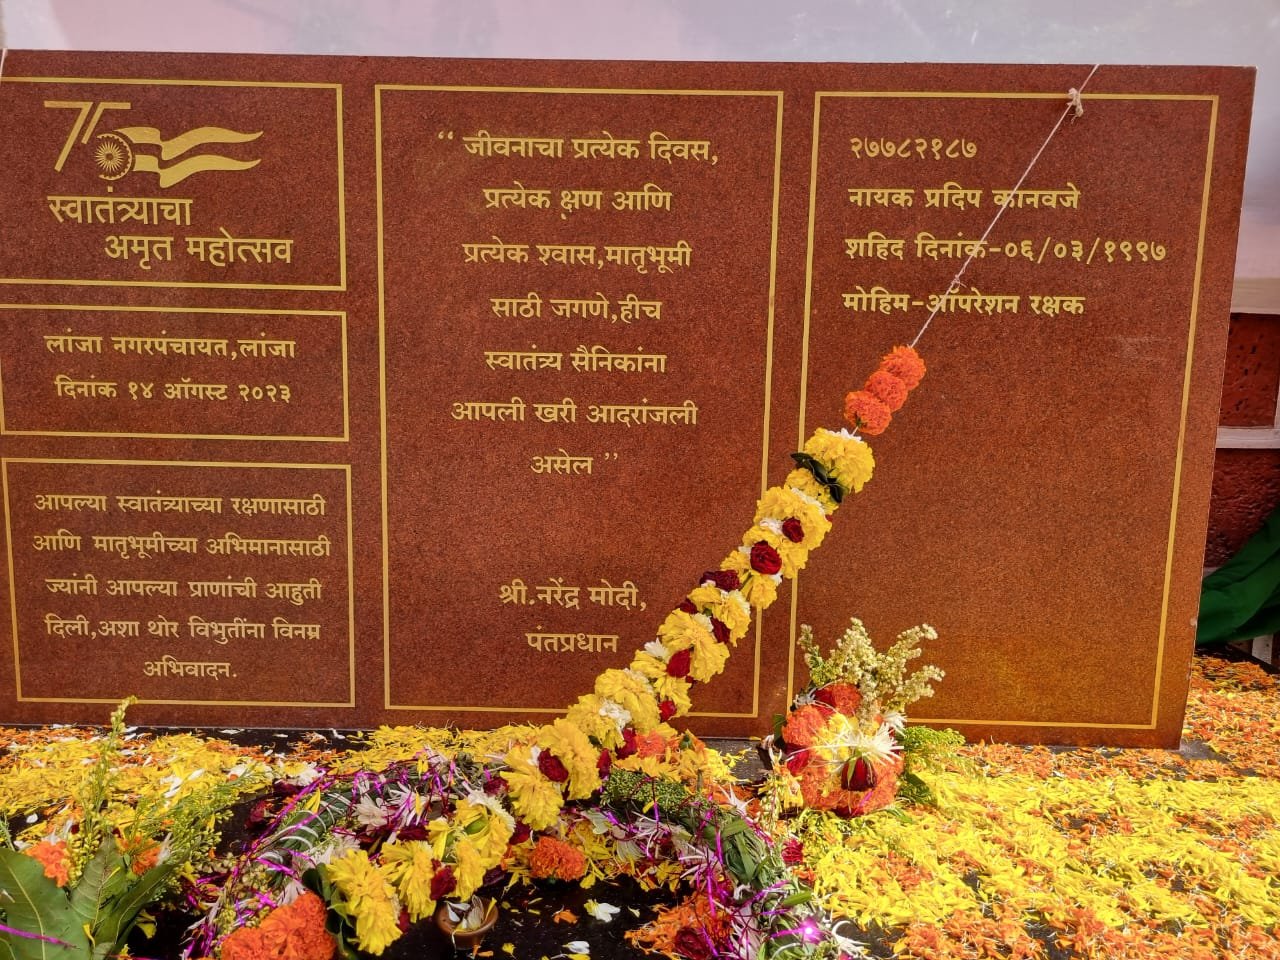 75
स्वातंत्र्याचा
अमृत महोत्सव
लांजा नगरपंचायत,लांजा
दिनांक १४ ऑगस्ट २०२३
आपल्या स्वातंत्र्याच्या रक्षणासाठी
आणि मातृभूमीच्या अभिमानासाठी
ज्यांनी आपल्या प्राणांची आहुती
दिली,अशा थोर विभुतींना विनम्र
अभिवादन.
“ जीवनाचा प्रत्येक दिवस,
प्रत्येक क्षण आणि
प्रत्येक श्वास,मातृभूमी
साठी जगणे,हीच
स्वातंत्र्य सैनिकांना
आपली खरी आदरांजली
असेल ”
श्री.नरेंद्र मोदी,
पंतप्रधान
२७७८२१८७
नायक प्रदिप कानवजे
शहिद दिनांक-०६/०३/१९९७
मोहिम-ऑपरेशन रक्षक